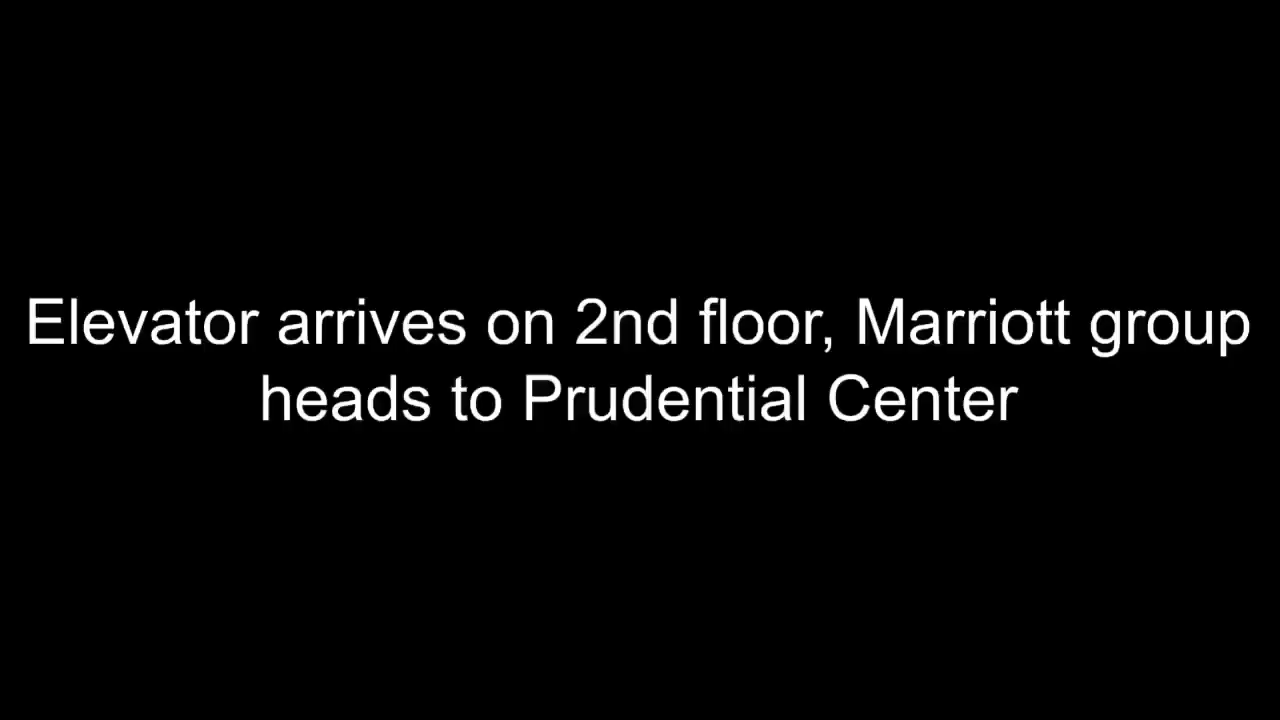 Elevator arrives on 2nd floor, Marriott group
heads to Prudential Center